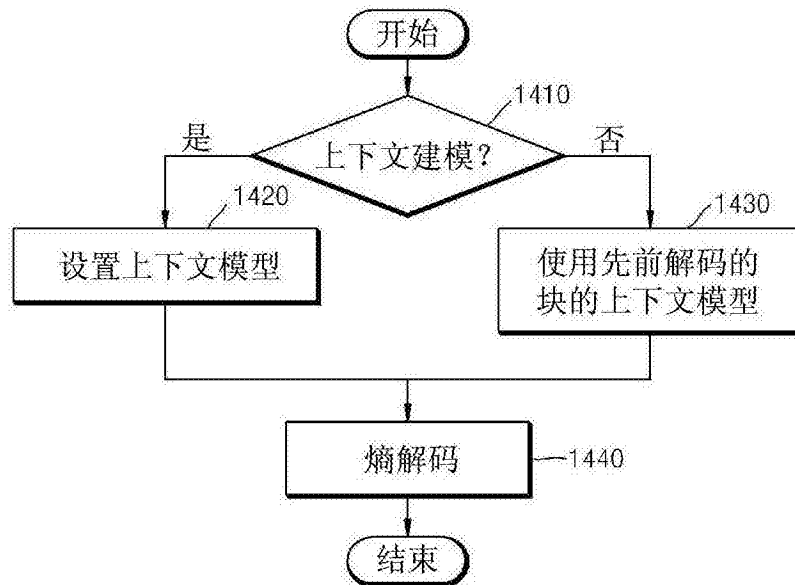 开始
1410
上下文建模？
是
否
1420
设置上下文模型
1430
使用先前解码的
块的上下文模型
熵解码
1440
结束